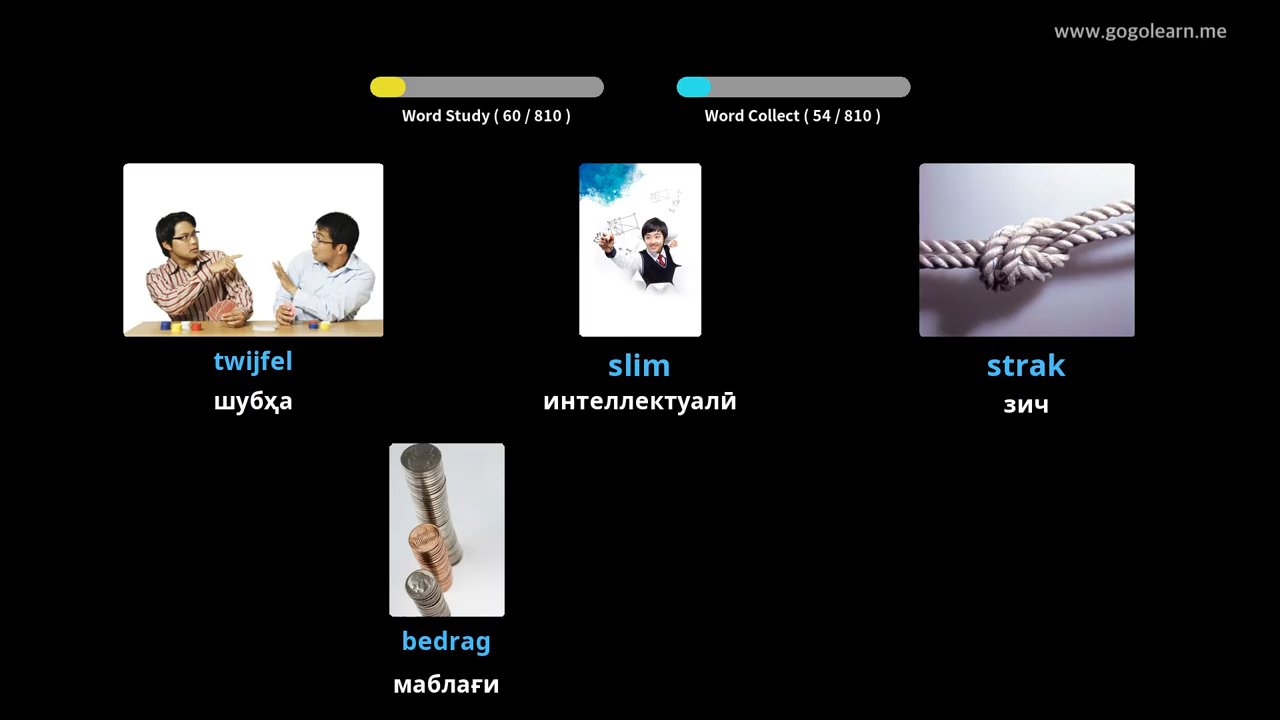 www.gogolearn.me
Word Study ( 60 / 810 )
Word Collect ( 54 / 810 )
twijfel
slim
strak
шубҳа
интеллектуалӣ
зич
bedrag
маблағи